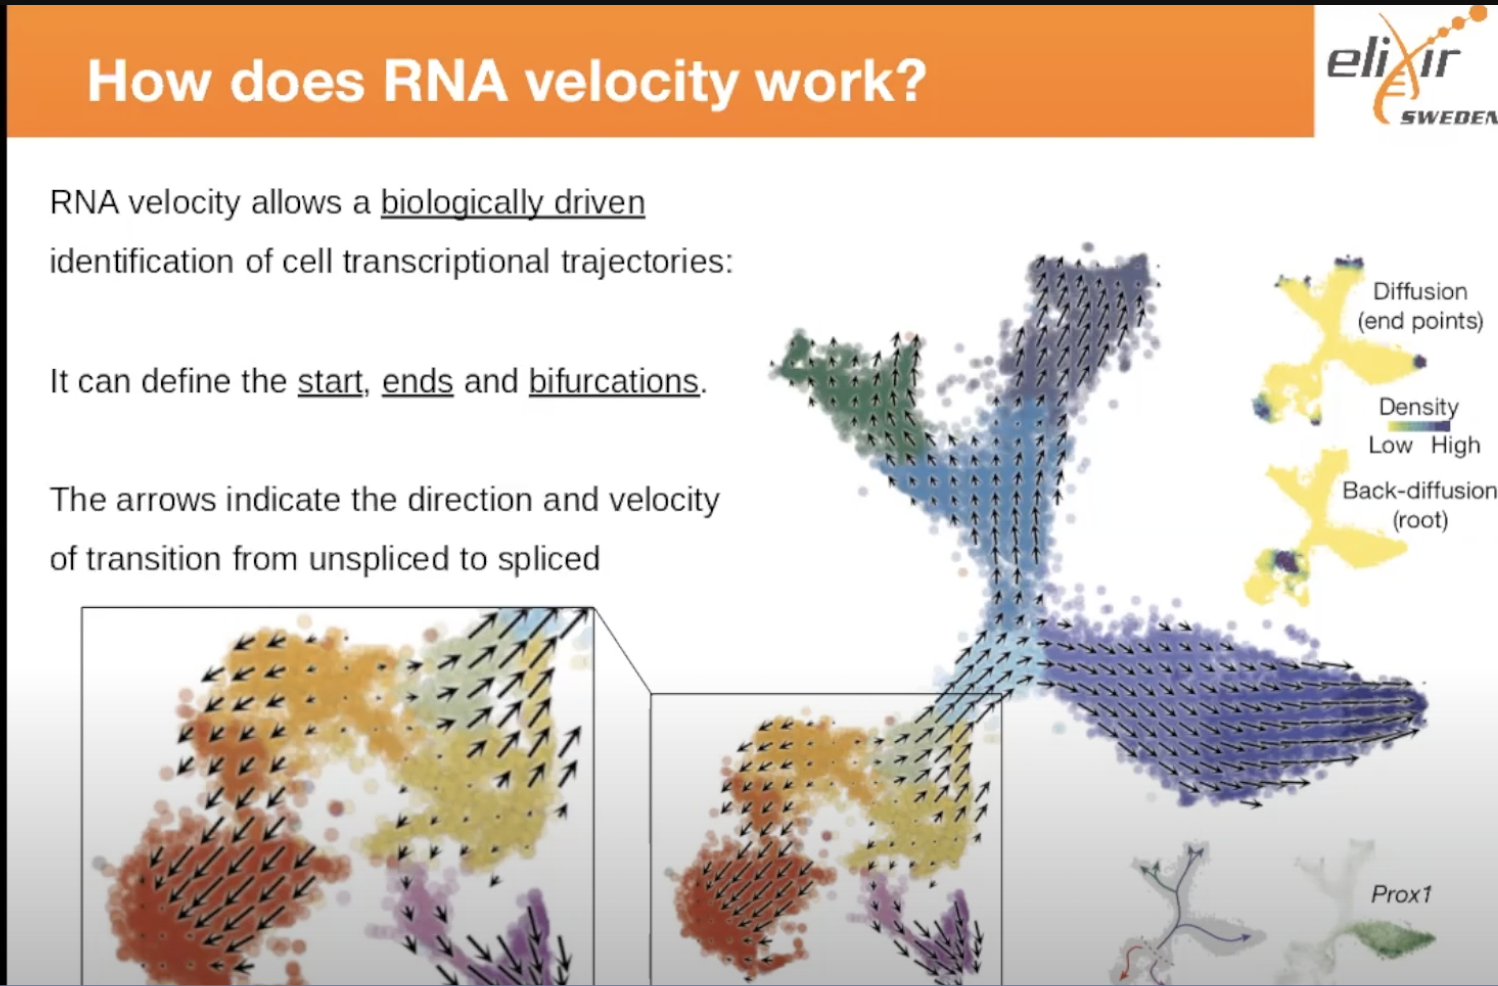 How does RNA velocity work?
elixir
SWEDEN
RNA velocity allows a biologically driven
identification of cell transcriptional trajectories:
It can define the start, ends and bifurcations.
The arrows indicate the direction and velocity
of transition from unspliced to spliced
Diffusion
(end points)
Density
Low High
Back-diffusion
(root)
Prox1